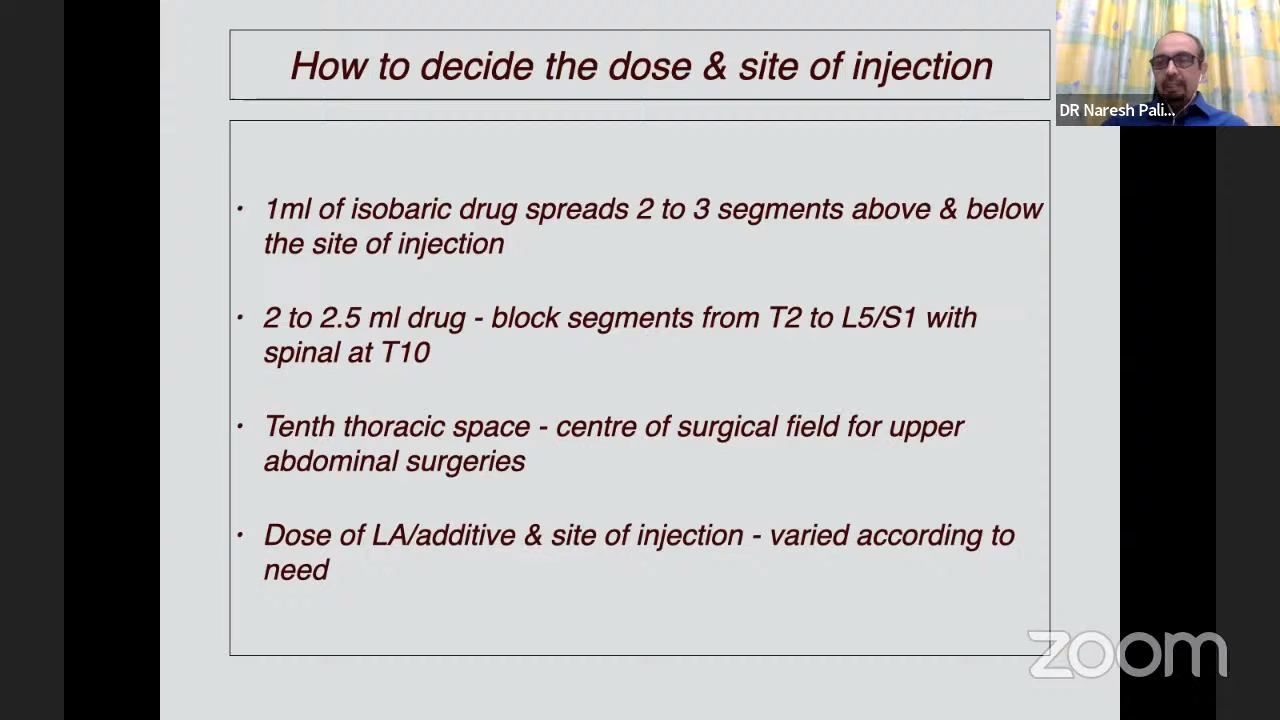 How to decide the dose & site of injection
DR Naresh Pali...
· 1ml of isobaric drug spreads 2 to 3 segments above & below
the site of injection
· 2 to 2.5 ml drug - block segments from T2 to L5/S1 with
spinal at T10
· Tenth thoracic space - centre of surgical field for upper
abdominal surgeries
· Dose of LA/additive & site of injection - varied according to
need
zoom